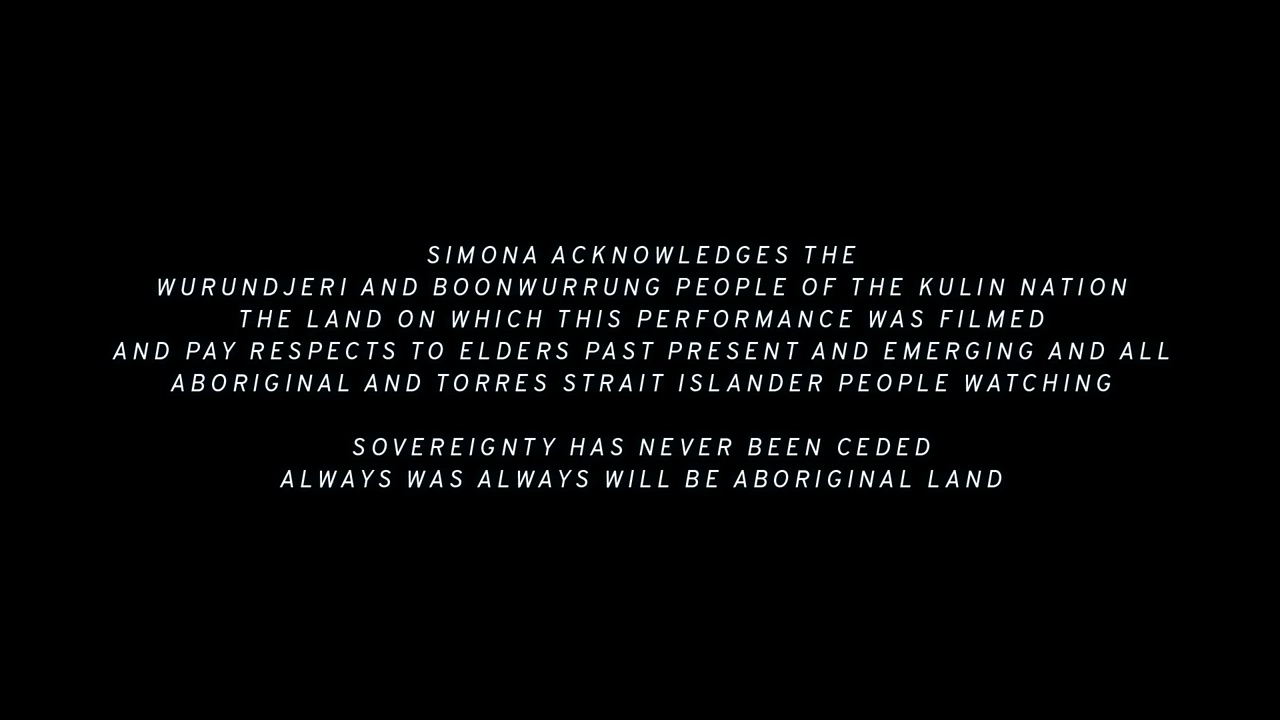 SIMONA ACKNOWLEDGES THE
WURUNDJERI AND BOONWURRUNG PEOPLE OF THE KULIN NATION
THE LAND ON WHICH THIS PERFORMANCE WAS FILMED
AND PAY RESPECTS TO ELDERS PAST PRESENT AND EMERGING AND ALL
ABORIGINAL AND TORRES STRAIT ISLANDER PEOPLE WATCHING
SOVEREIGNTY HAS NEVER BEEN CEDED
ALWAYS WAS ALWAYS WILL BE ABORIGINAL LAND